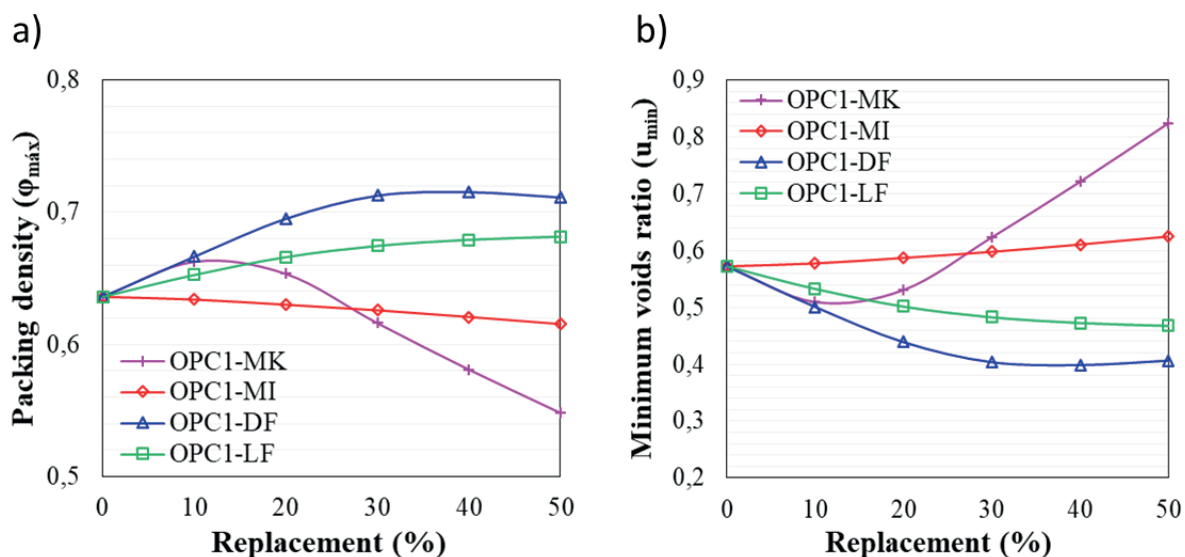 a)
Packing density (φmáx)
0,8
0,7
0,6
0,5
OPC1-MK
OPC1-MI
OPC1-DF
OPC1-LF
0 10 20 30 40 50
Replacement (%)
b)
Minimum voids ratio (umin)
0,9
0,8
0,7
0,6
0,5
0,4
0,3
0,2
OPC1-MK
OPC1-MI
OPC1-DF
OPC1-LF
0 10 20 30 40 50
Replacement (%)